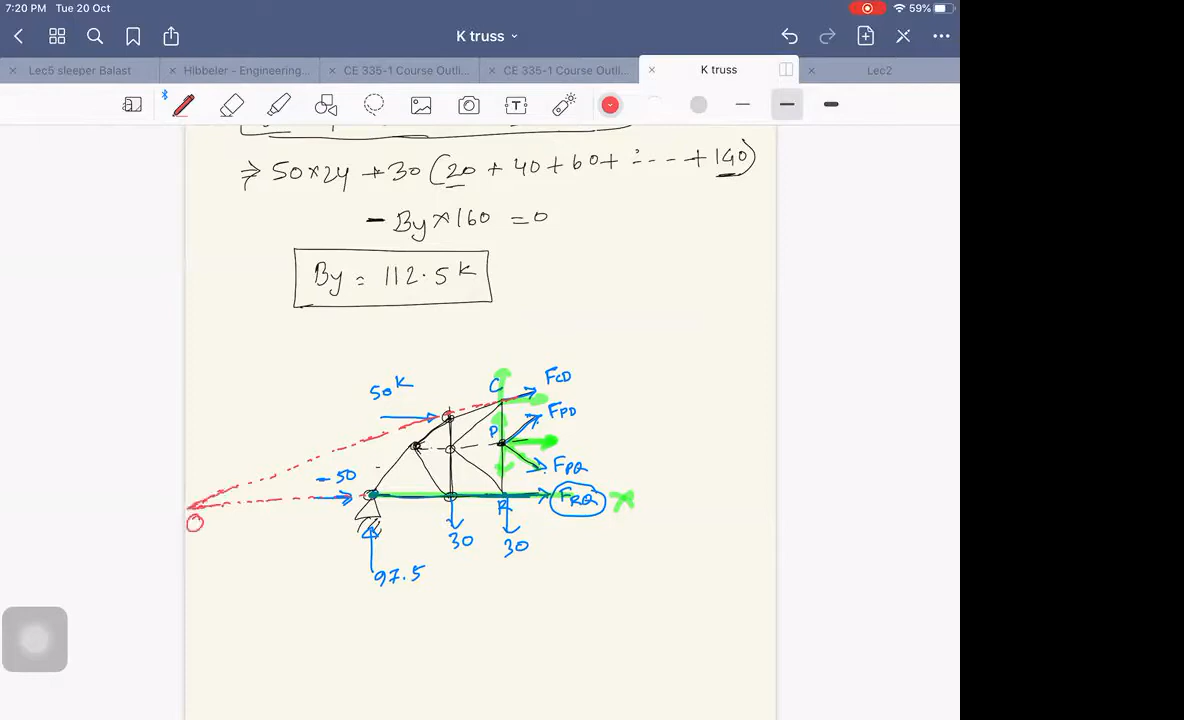 7:20 PM Tue 20 Oct
59%
K truss
Lec5 sleeper Balast
Hibbeler - Engineering...
CE 335-1 Course Outli...
CE 335-1 Course Outli...
K truss
Lec2
⇒ 50×24 + 30 (20 + 40 + 60 + ... + 140)
- By × 160 = 0
By = 112.5 K
50 K
C
FCD
P
FPD
FPQ
-50
FRQ
R
O
30
30
97.5